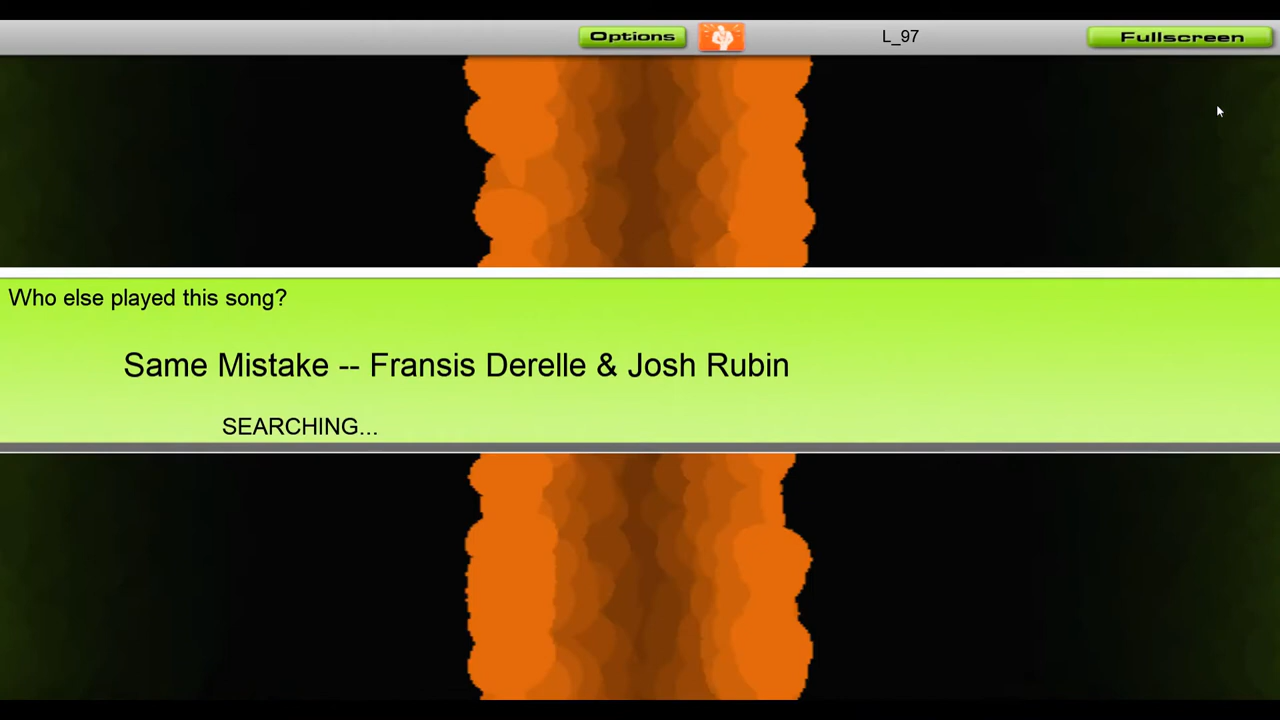 Options
L_97
Fullscreen
Who else played this song?
Same Mistake -- Fransis Derelle & Josh Rubin
SEARCHING...